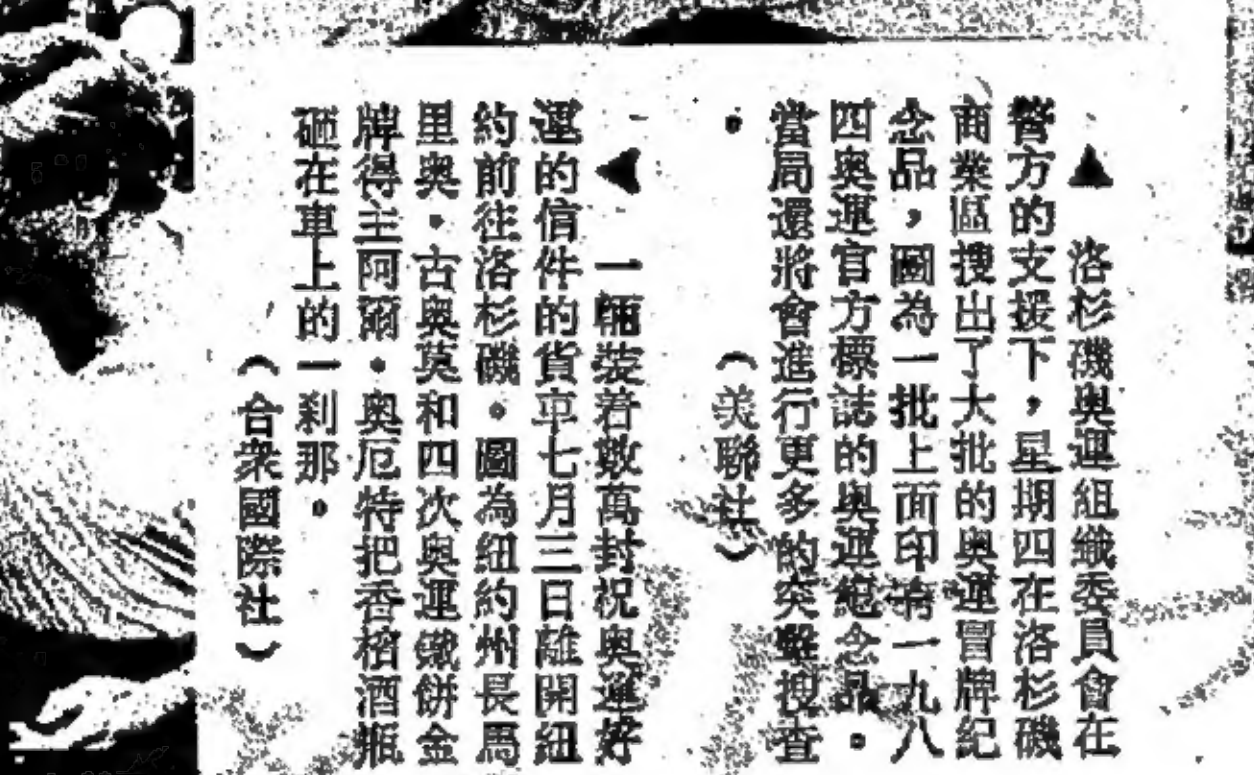 ▲ 洛杉磯奧運組織委員會在
警方的支援下，星期四在洛杉磯
商業區搜出了大批的奧運冒牌紀
念品，圖為一批上面印有一九八
四奧運官方標誌的奧運紀念品。
當局還將會進行更多的突擊搜查
。 （美聯社）
◀ 一輛裝着數萬封祝奧運好
運的信件的貨車七月三日離開紐
約前往洛杉磯。圖為紐約州長馬
里奧・古奧莫和四次奧運鐵餅金
牌得主阿爾・奧厄特把香檳酒瓶
砸在車上的一剎那。
（合衆國際社）